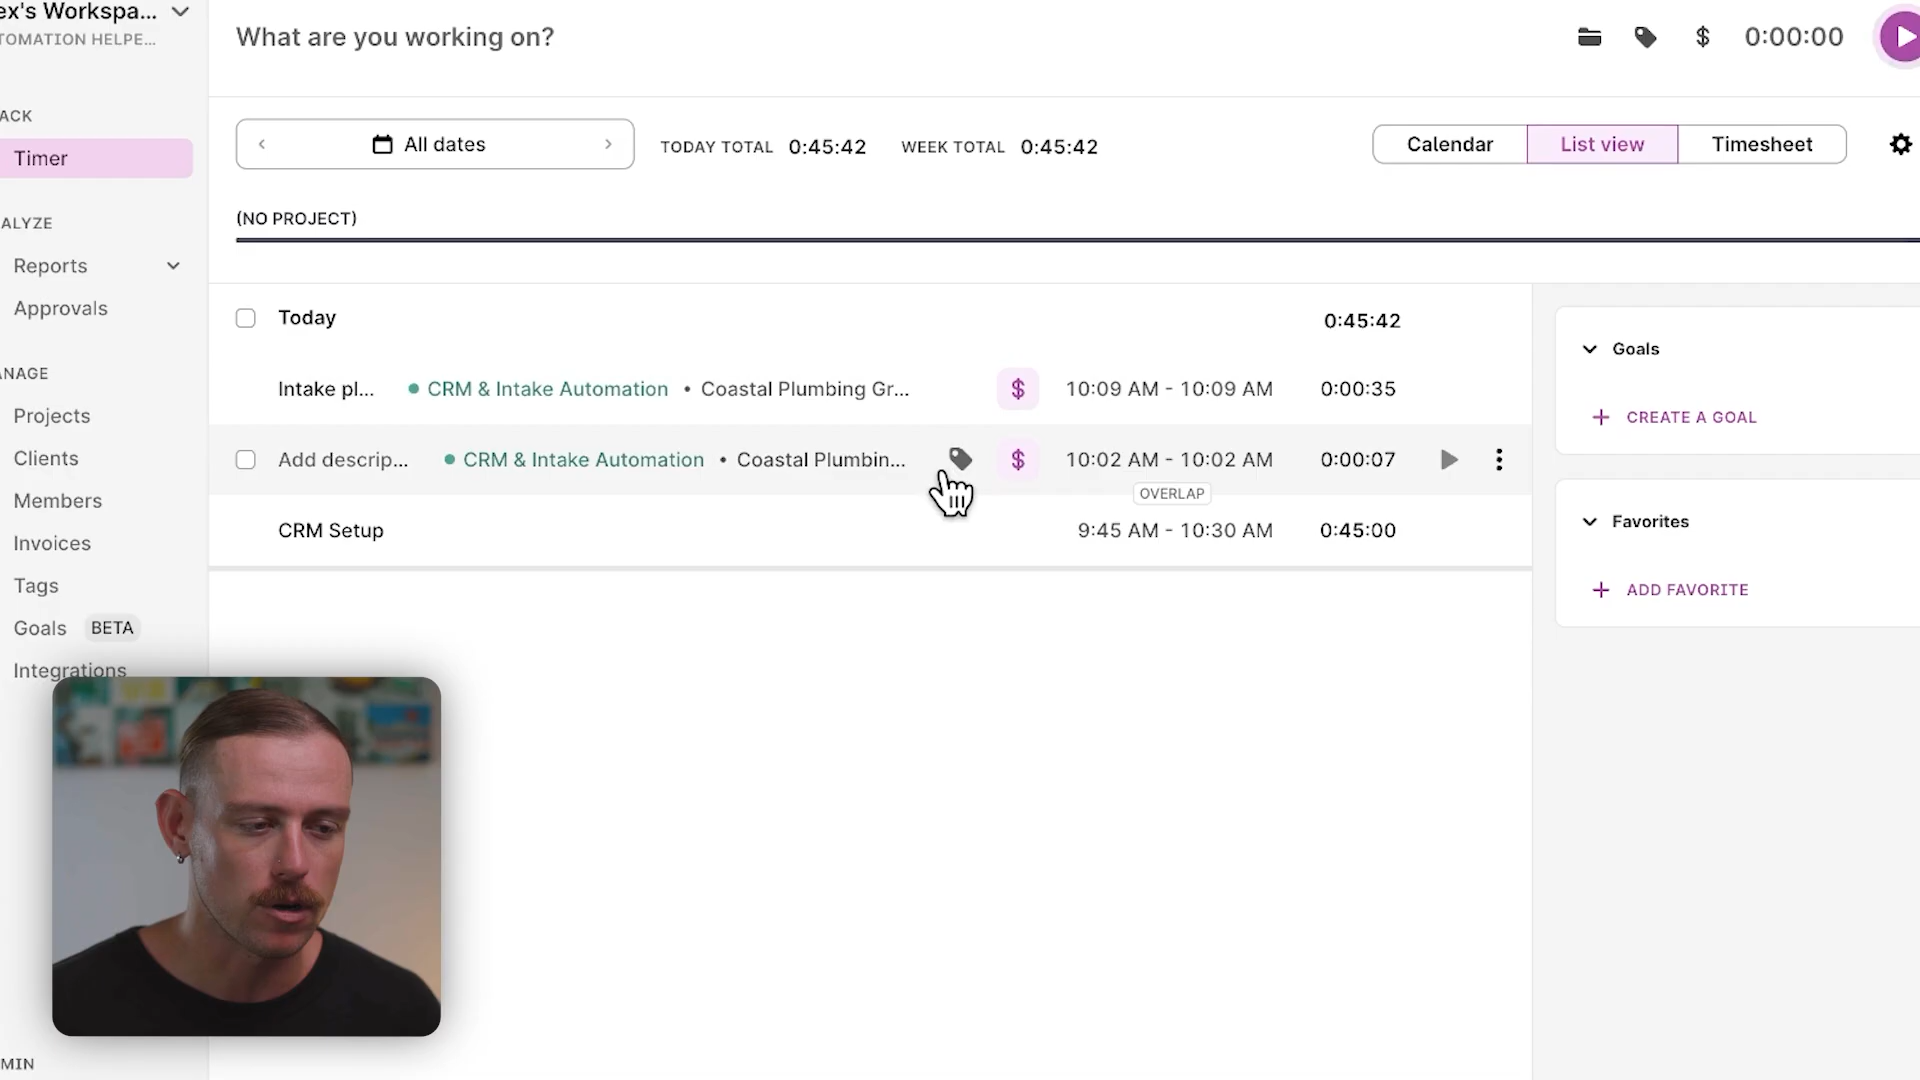 ex's Workspa...
TOMATION HELPE...
ACK
Timer
ALYZE
Reports
Approvals
ANAGE
Projects
Clients
Members
Invoices
Tags
Goals BETA
Integrations
MIN
What are you working on?
$ 0:00:00
All dates
TODAY TOTAL 0:45:42 WEEK TOTAL 0:45:42
Calendar List view Timesheet
(NO PROJECT)
Today 0:45:42
Intake pl... • CRM & Intake Automation • Coastal Plumbing Gr... $ 10:09 AM - 10:09 AM 0:00:35
Add descrip... • CRM & Intake Automation • Coastal Plumbin... $ 10:02 AM - 10:02 AM 0:00:07
OVERLAP
CRM Setup 9:45 AM - 10:30 AM 0:45:00
Goals
+ CREATE A GOAL
Favorites
+ ADD FAVORITE